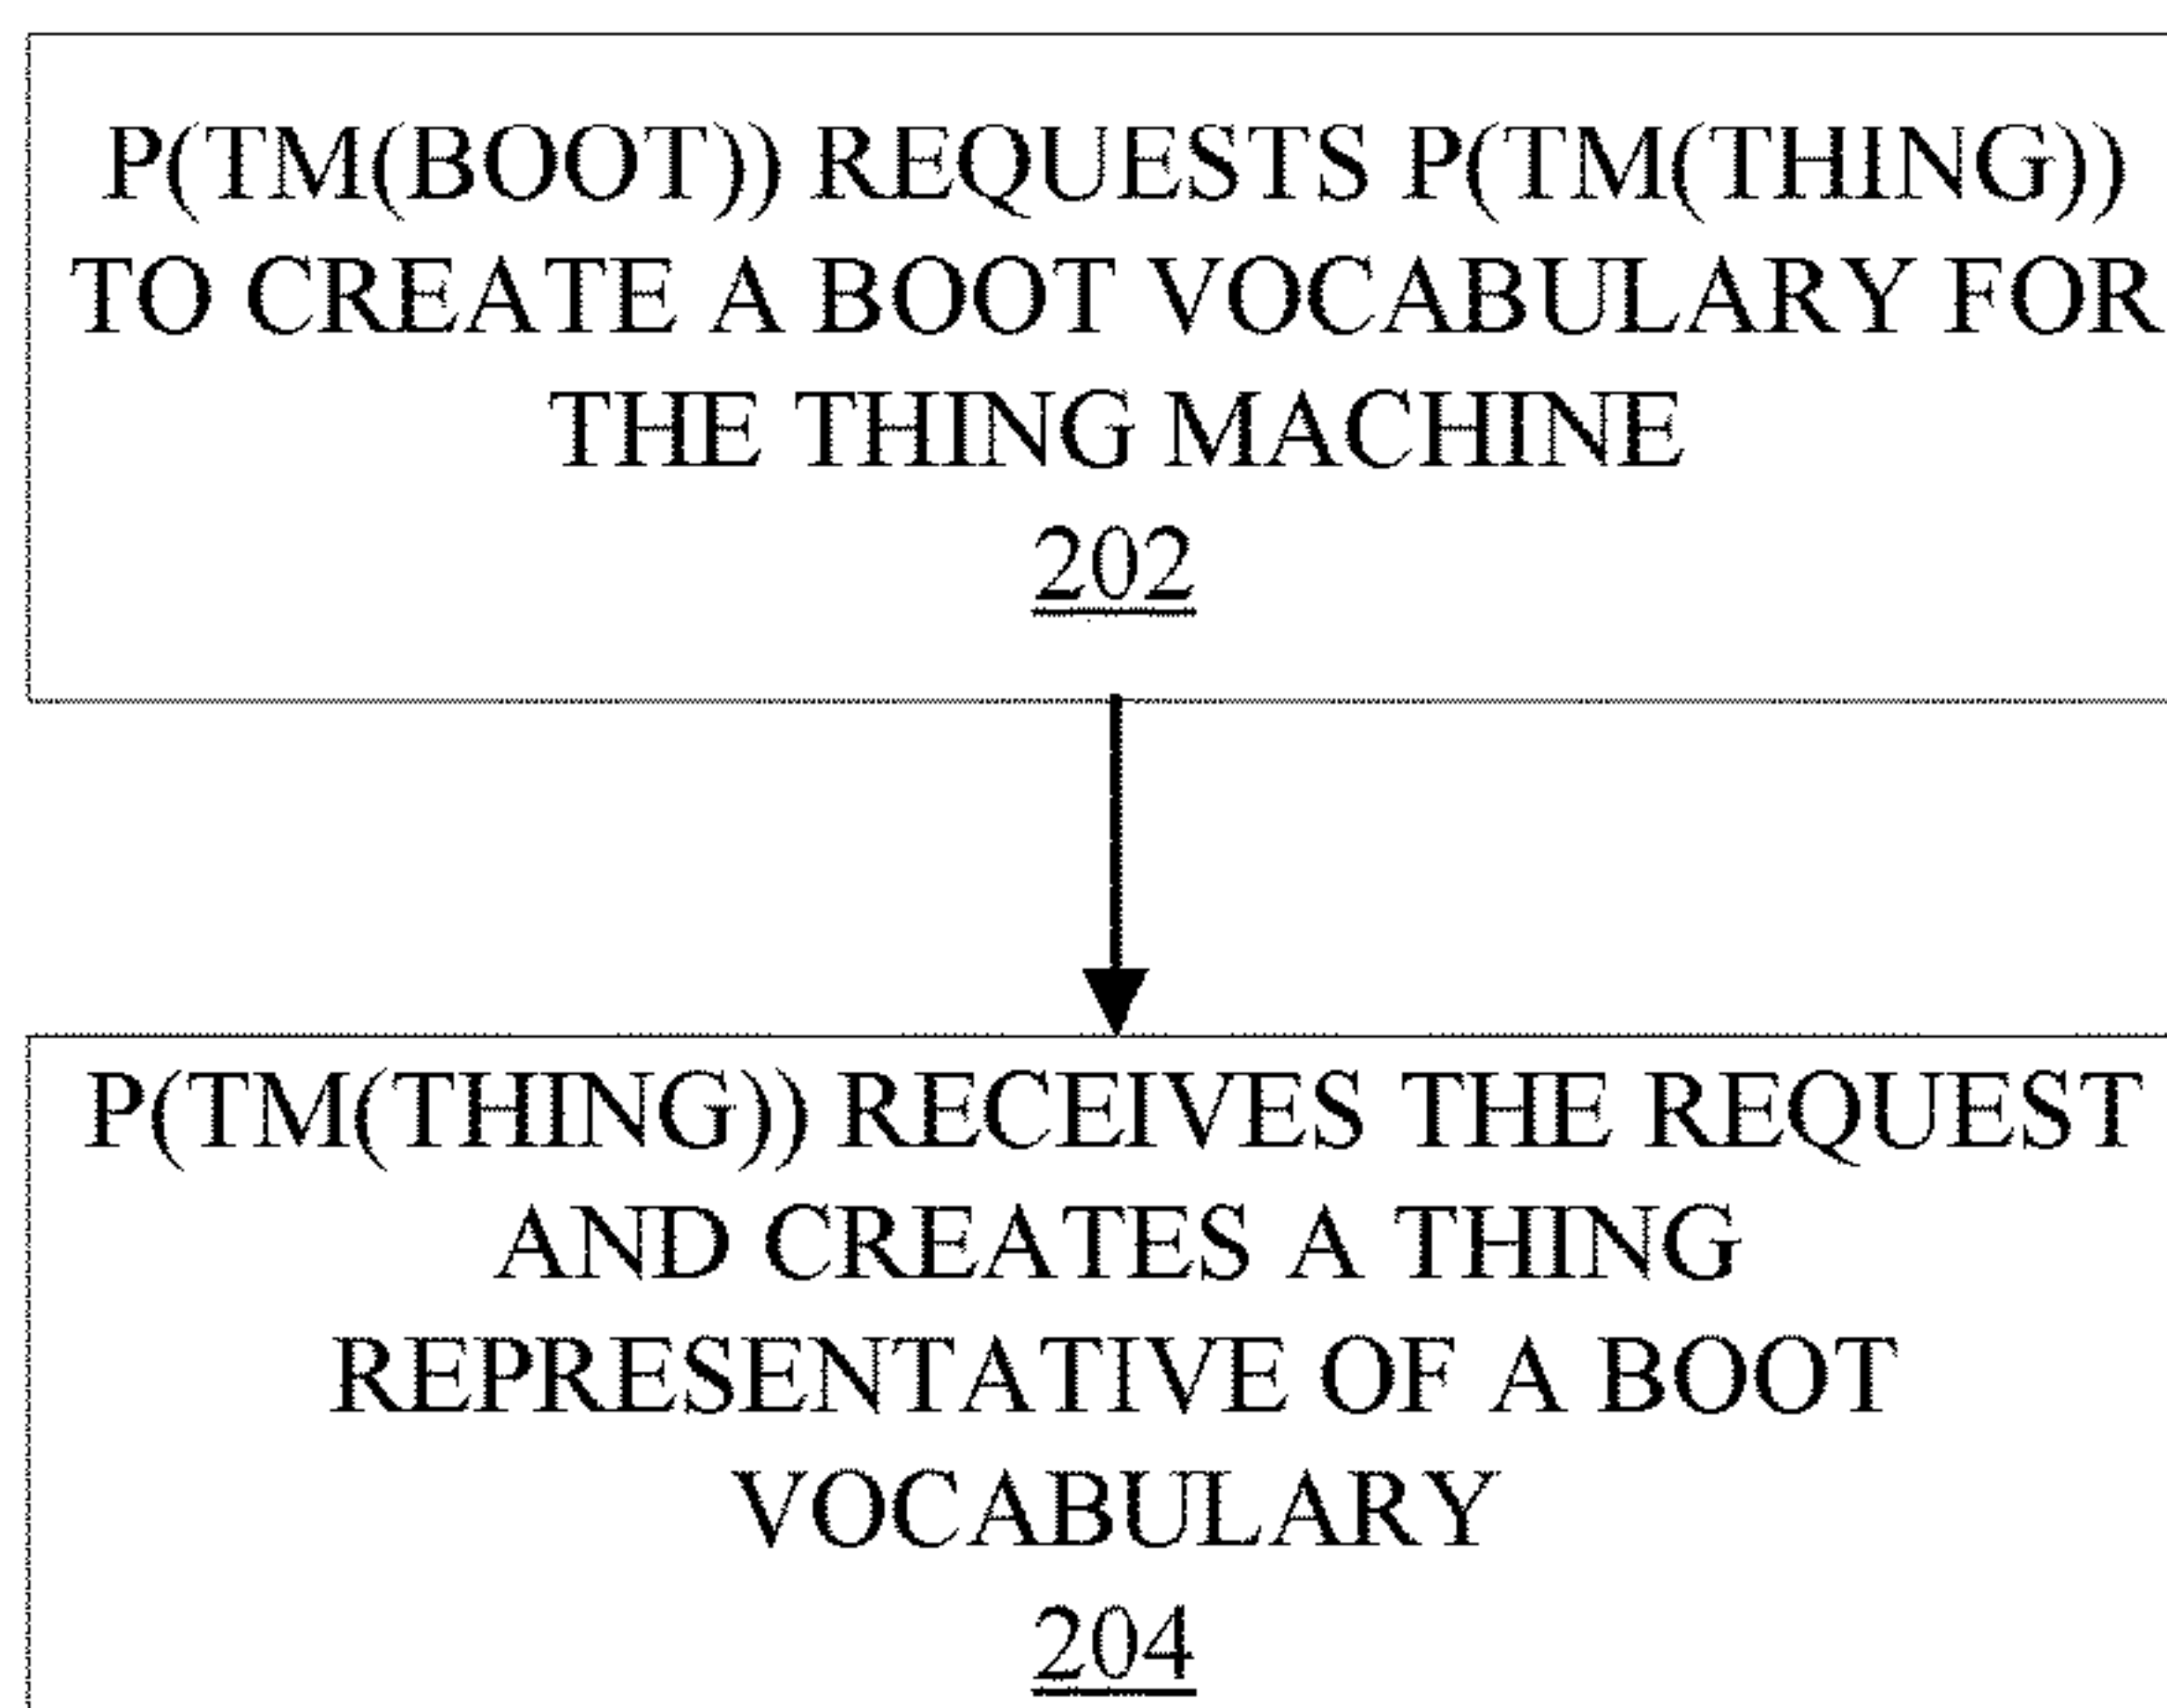 P(TM(BOOT)) REQUESTS P(TM(THING))
TO CREATE A BOOT VOCABULARY FOR
THE THING MACHINE
202
P(TM(THING)) RECEIVES THE REQUEST
AND CREATES A THING
REPRESENTATIVE OF A BOOT
VOCABULARY
204